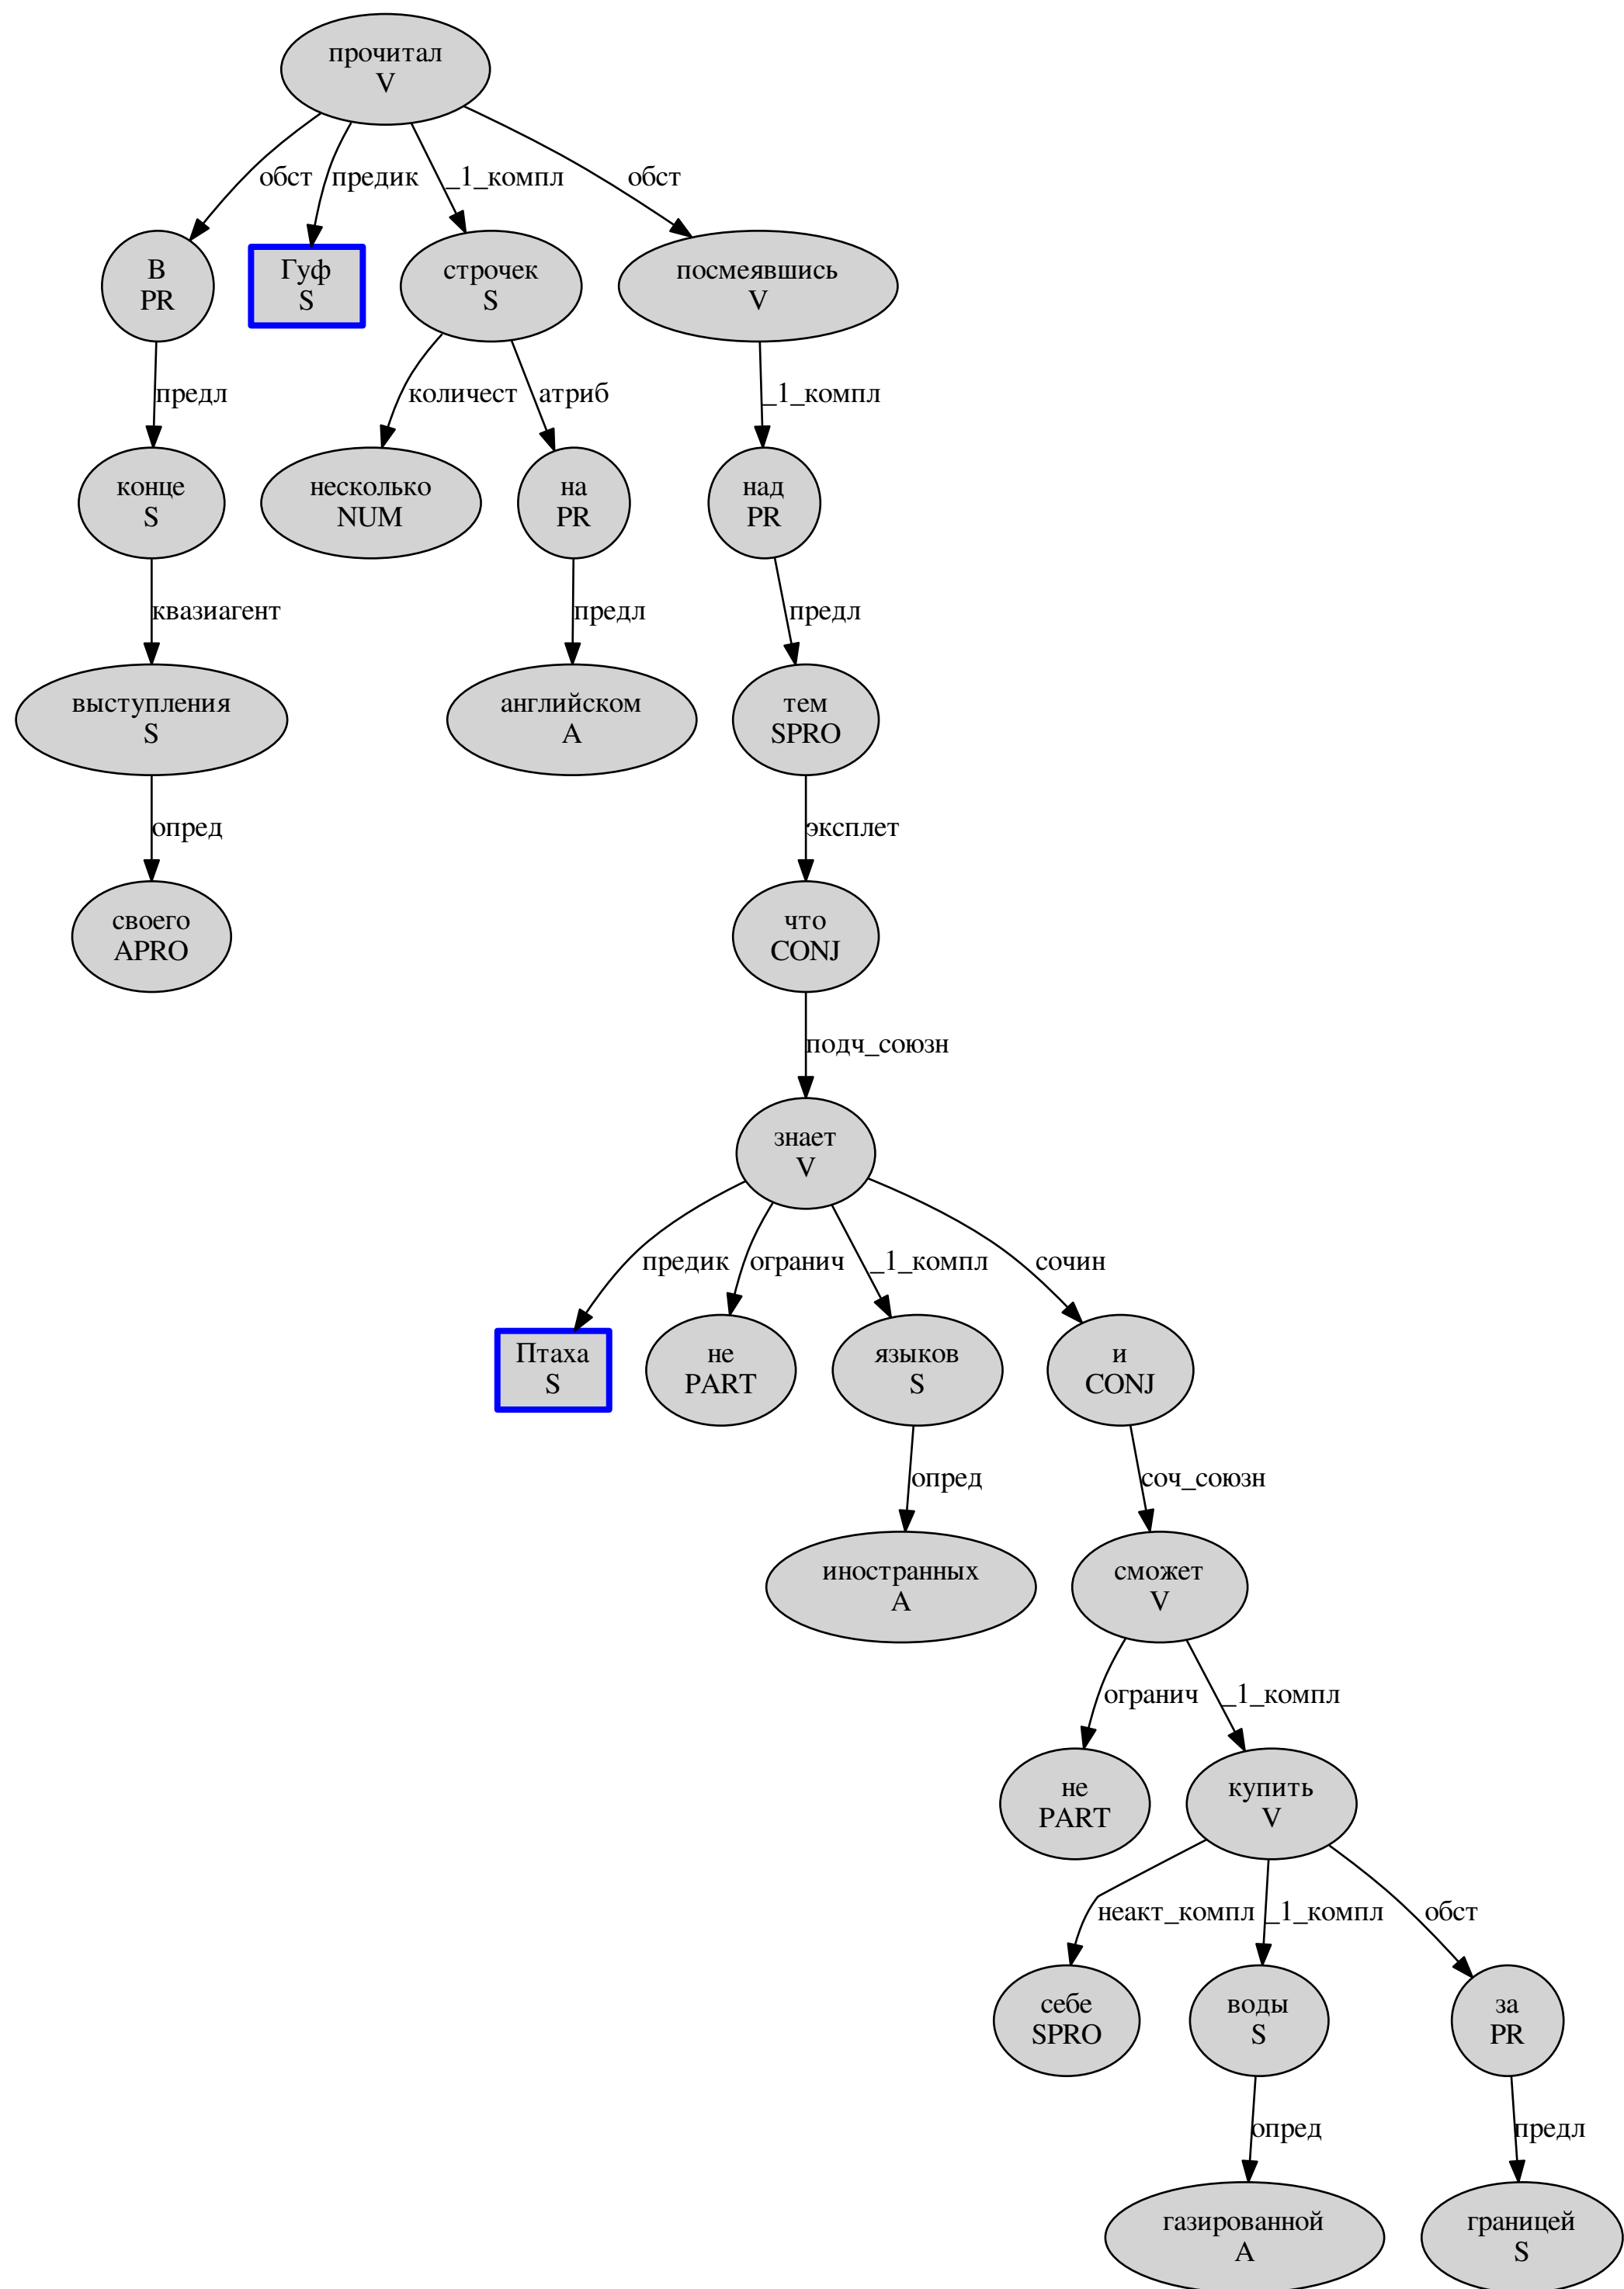 прочитал
V
обст
предик
_1_компл
обст
В
PR
Гуф
S
строчек
S
посмеявшись
V
предл
количест
атриб
_1_компл
конце
S
несколько
NUM
на
PR
над
PR
квазиагент
предл
предл
выступления
S
английском
A
тем
SPRO
опред
эксплет
своего
APRO
что
CONJ
подч_союзн
знает
V
предик
огранич
_1_компл
сочин
Птаха
S
не
PART
языков
S
и
CONJ
опред
соч_союзн
иностранных
A
сможет
V
огранич
_1_компл
не
PART
купить
V
неакт_компл
_1_компл
обст
себе
SPRO
воды
S
за
PR
опред
предл
газированной
A
границей
S